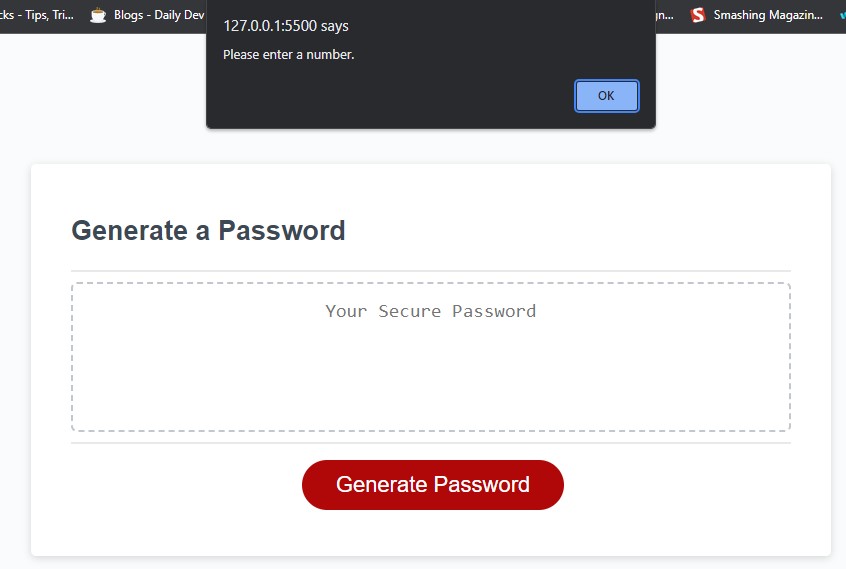 cks - Tips, Tri... Blogs - Daily Dev Smashing Magazin...
127.0.0.1:5500 says
Please enter a number.
OK
Generate a Password
Your Secure Password
Generate Password